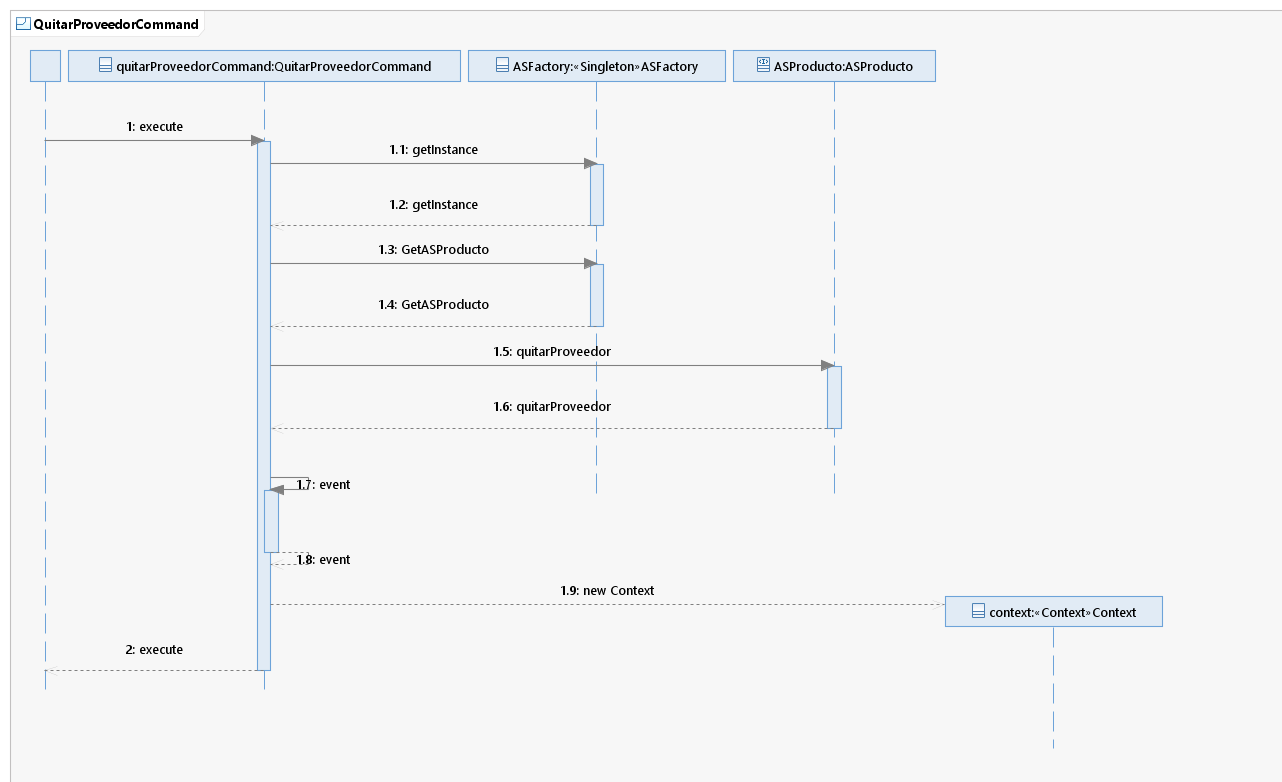 QuitarProveedorCommand
quitarProveedorCommand:QuitarProveedorCommand
ASFactory:«Singleton»ASFactory
ASProducto:ASProducto
1: execute
1.1: getInstance
1.2: getInstance
1.3: GetASProducto
1.4: GetASProducto
1.5: quitarProveedor
1.6: quitarProveedor
1.7: event
1.8: event
1.9: new Context
context:«Context»Context
2: execute